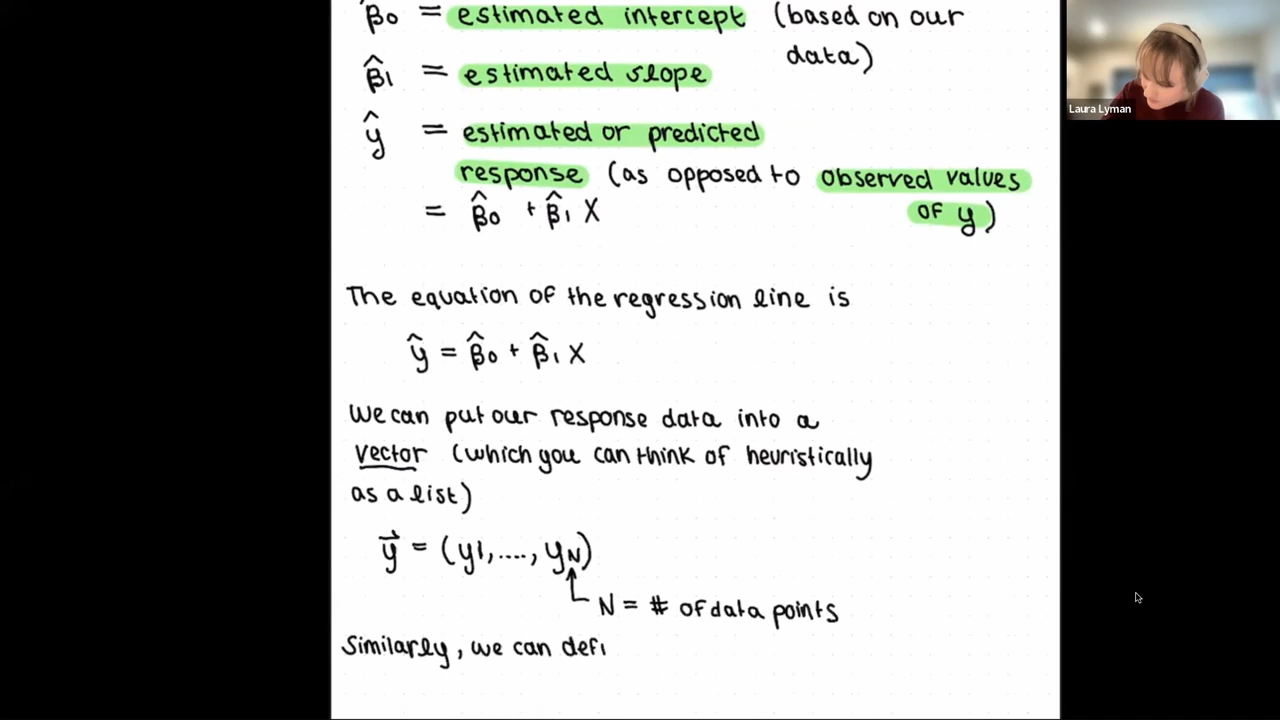 β̂0 = estimated intercept (based on our
data)
β̂1 = estimated slope
ŷ = estimated or predicted
response (as opposed to observed values
of y)
= β̂0 + β̂1 X
The equation of the regression line is
ŷ = β̂0 + β̂1 X
We can put our response data into a
vector (which you can think of heuristically
as a list)
y⃗ = (y1,...., yN)
N = # of data points
Similarly, we can defi
Laura Lyman